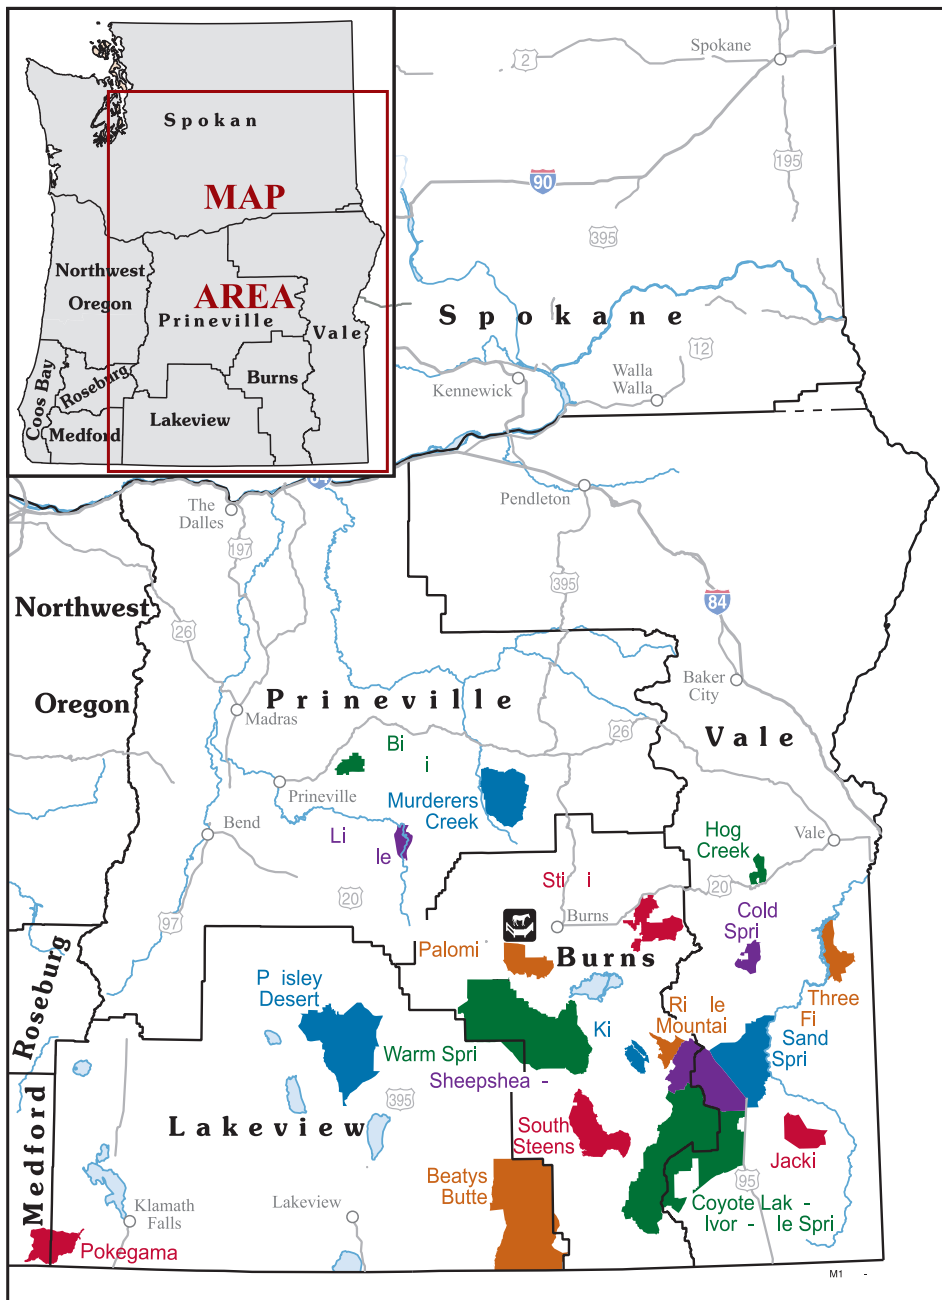 Spokan
MAP
AREA
Northwest
Oregon
Prineville
Vale
Burns
Coos Bay
Roseburg
Medford
Lakeview
Spokane
2
90
195
395
Spokane
12
Walla
Walla
Kennewick
Pendleton
84
The
Dalles
197
395
84
Northwest
26
Oregon
Baker
City
Prineville
Madras
26
Vale
Bi
i
Prineville
Murderers
Creek
Bend
Li
le
Hog
Creek
Vale
Sti i
20
20
97
Burns
Cold
Spri
Palomi
Burns
Roseburg
P isley
Desert
Three
Fi
Ri le
Mountai
Ki
Sand
Spri
Warm Spri
Sheepshea -
395
Medford
Lakeview
South
Steens
Jacki
Beatys
Butte
95
Coyote Lak -
Ivor - le Spri
Klamath
Falls
Lakeview
Pokegama
M1 -